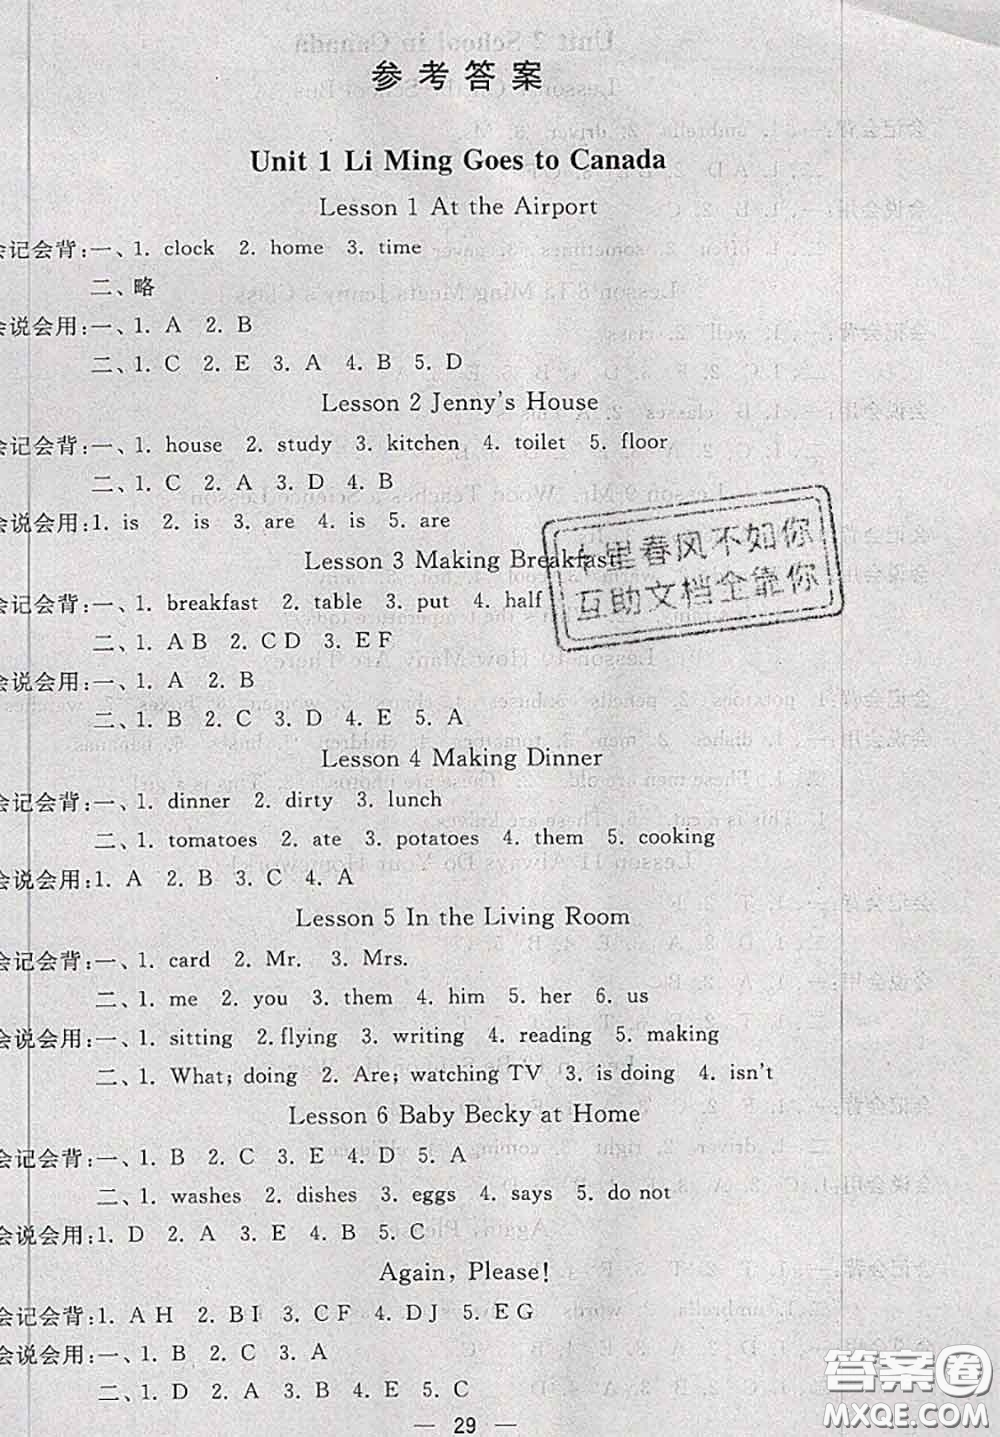 参考答案
Unit 1 Li Ming Goes to Canada
Lesson 1 At the Airport
会记会背:一、1. clock 2. home 3. time
二、略
会说会用:一、1. A 2. B
二、1. C 2. E 3. A 4. B 5. D
Lesson 2 Jenny's House
会记会背:一、1. house 2. study 3. kitchen 4. toilet 5. floor
二、1. C 2. A 3. D 4. B
会说会用:1. is 2. is 3. are 4. is 5. are
Lesson 3 Making Breakfast
会记会背:一、1. breakfast 2. table 3. put 4. half
二、1. A B 2. C D 3. E F
会说会用:一、1. A 2. B
二、1. B 2. C 3. D 4. E 5. A
Lesson 4 Making Dinner
会记会背:一、1. dinner 2. dirty 3. lunch
二、1. tomatoes 2. ate 3. potatoes 4. them 5. cooking
会说会用:1. A 2. B 3. C 4. A
Lesson 5 In the Living Room
会记会背:一、1. card 2. Mr. 3. Mrs.
二、1. me 2. you 3. them 4. him 5. her 6. us
会说会用:一、1. sitting 2. flying 3. writing 4. reading 5. making
二、1. What; doing 2. Are; watching TV 3. is doing 4. isn't
Lesson 6 Baby Becky at Home
会记会背:一、1. B 2. C 3. E 4. D 5. A
二、1. washes 2. dishes 3. eggs 4. says 5. do not
会说会用:1. D 2. A 3. E 4. B 5. C
Again, Please!
会记会背:1. A H 2. B I 3. C F 4. D J 5. E G
会说会用:一、1. B 2. C 3. A
二、1. D 2. A 3. B 4. E 5. C
— 29 —
十里春风不如你
互助文档全靠你
答案圈
MXQE.COM